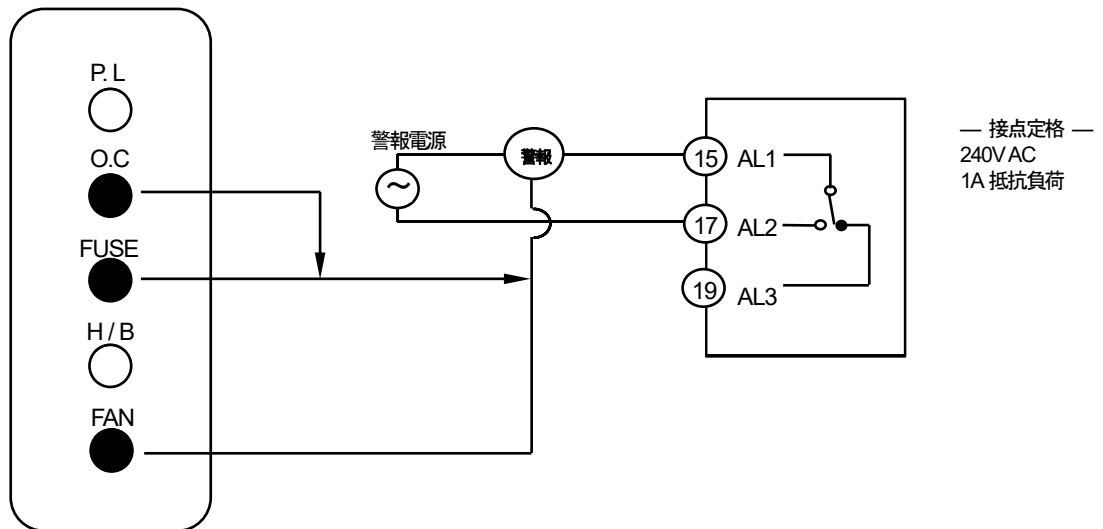 P. L
O.C
FUSE
H / B
FAN
警報電源
警報
15 AL1
17 AL2
19 AL3
― 接点定格 ―
240V AC
1A 抵抗負荷